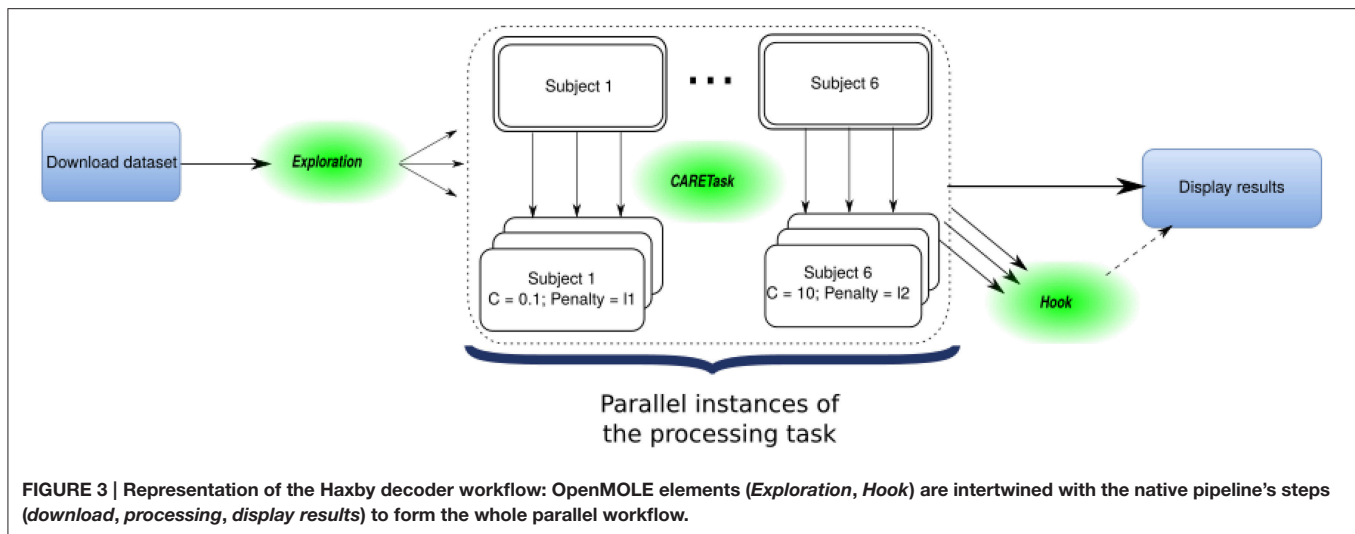 Download dataset
Exploration
Subject 1
...
Subject 6
CARETask
Subject 1
C = 0.1; Penalty = l1
Subject 6
C = 10; Penalty = l2
Display results
Hook
Parallel instances of
the processing task
FIGURE 3 | Representation of the Haxby decoder workflow: OpenMOLE elements (Exploration, Hook) are intertwined with the native pipeline's steps
(download, processing, display results) to form the whole parallel workflow.